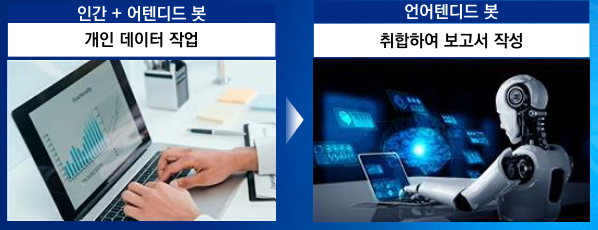 인간 + 어텐디드 봇
개인 데이터 작업
언어텐디드 봇
취합하여 보고서 작성